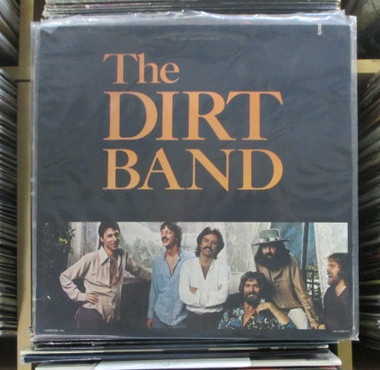 The
DIRT
BAND